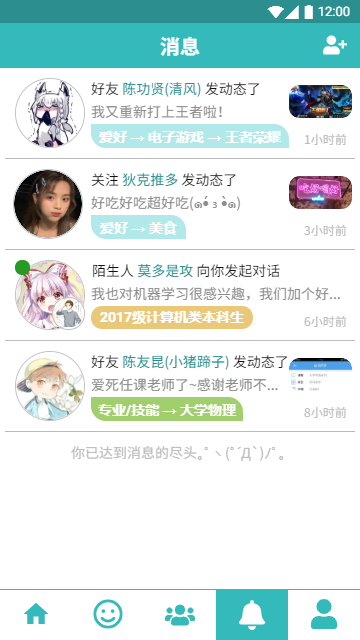 12:00
消息
好友 陈功贤(清风) 发动态了
我又重新打上王者啦！
爱好 → 电子游戏 → 王者荣耀
1小时前
关注 狄克推多 发动态了
好吃好吃超好吃(๑•̀ ₃ •̀๑)
爱好 → 美食
3小时前
陌生人 莫多是攻 向你发起对话
我也对机器学习很感兴趣，我们加个好...
2017级计算机类本科生
6小时前
好友 陈友昆(小猪蹄子) 发动态了
爱死任课老师了~感谢老师不...
专业/技能 → 大学物理
8小时前
你已达到消息的尽头｡ﾟヽ(ﾟ´Д`)ﾉﾟ｡